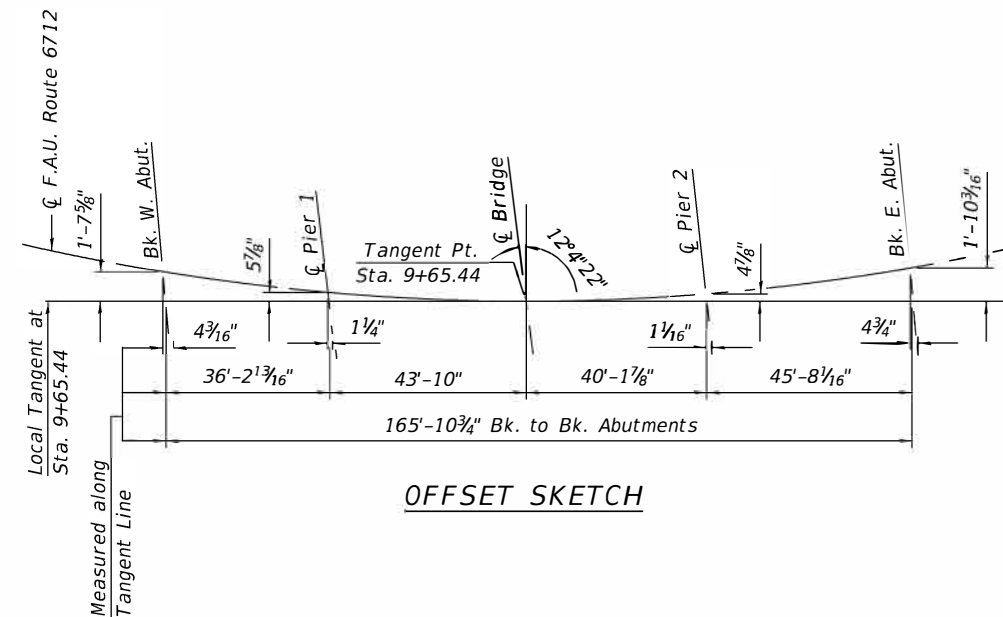 ℄ F.A.U. Route 6712
1'-7⅝"
Bk. W. Abut.
5⅞"
℄ Pier 1
Tangent Pt.
Sta. 9+65.44
℄ Bridge
12°4"22"
℄ Pier 2
4⅞"
Bk. E. Abut.
1'-10³⁄₁₆"
4³⁄₁₆"
1¼"
1¹⁄₁₆"
4¾"
36'-2¹³⁄₁₆"
43'-10"
40'-1⅞"
45'-8¹⁄₁₆"
165'-10¾" Bk. to Bk. Abutments
Local Tangent at
Sta. 9+65.44
Measured along
Tangent Line
OFFSET SKETCH